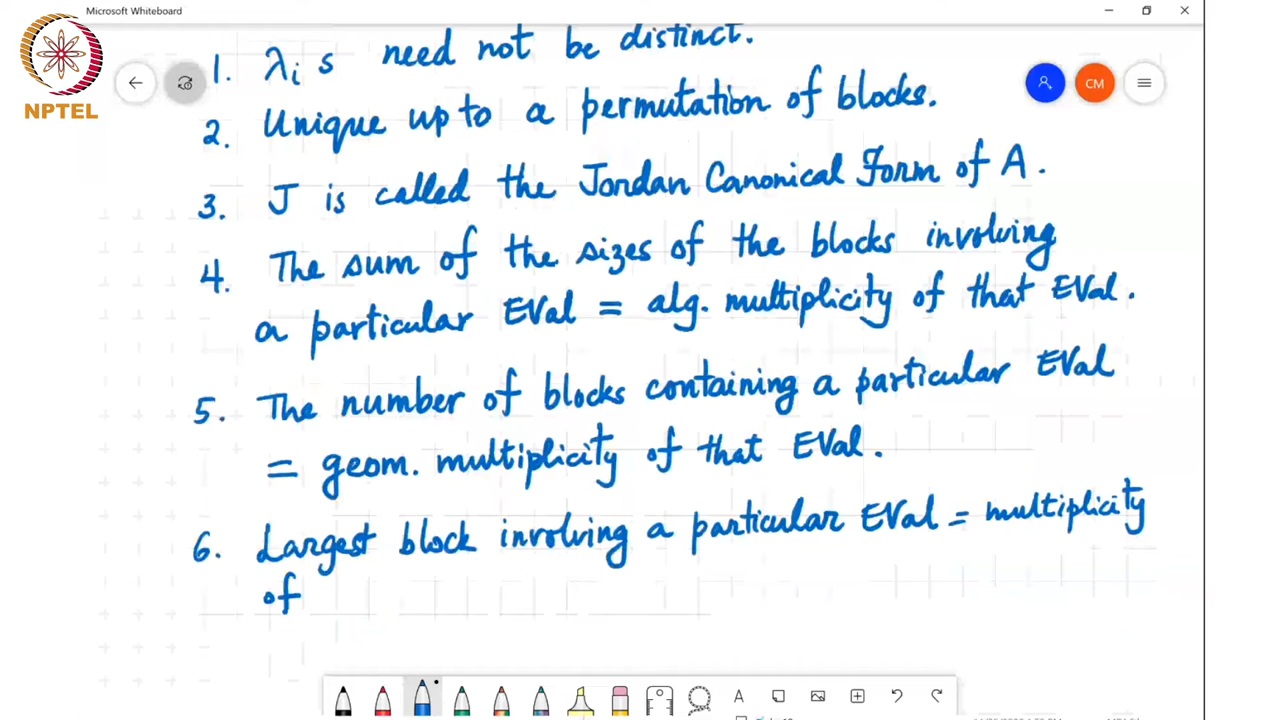 Microsoft Whiteboard
NPTEL
CM
1. λi s need not be distinct.
2. Unique up to a permutation of blocks.
3. J is called the Jordan Canonical Form of A.
4. The sum of the sizes of the blocks involving
a particular EVal = alg. multiplicity of that EVal.
5. The number of blocks containing a particular EVal
= geom. multiplicity of that EVal.
6. Largest block involving a particular EVal = multiplicity
of
A